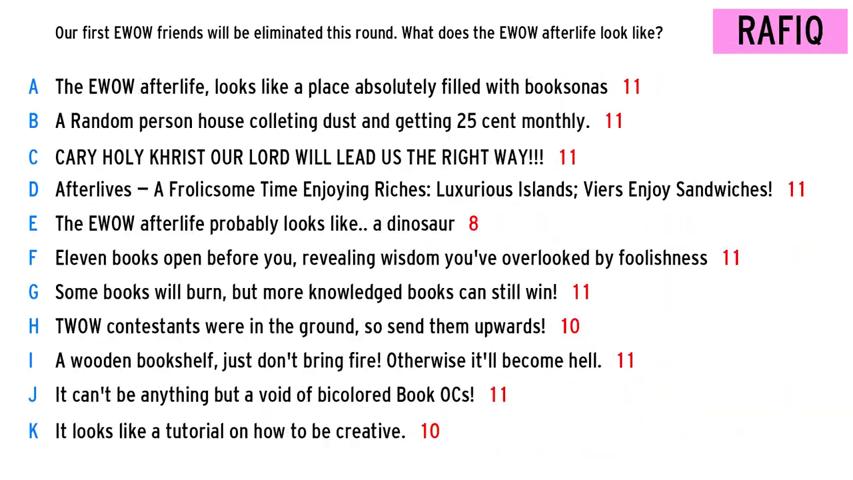 Our first EWOW friends will be eliminated this round. What does the EWOW afterlife look like?
RAFIQ
A The EWOW afterlife, looks like a place absolutely filled with booksonas 11
B A Random person house colleting dust and getting 25 cent monthly. 11
C CARY HOLY KHRIST OUR LORD WILL LEAD US THE RIGHT WAY!!! 11
D Afterlives – A Frolicsome Time Enjoying Riches: Luxurious Islands; Viers Enjoy Sandwiches! 11
E The EWOW afterlife probably looks like.. a dinosaur 8
F Eleven books open before you, revealing wisdom you've overlooked by foolishness 11
G Some books will burn, but more knowledged books can still win! 11
H TWOW contestants were in the ground, so send them upwards! 10
I A wooden bookshelf, just don't bring fire! Otherwise it'll become hell. 11
J It can't be anything but a void of bicolored Book OCs! 11
K It looks like a tutorial on how to be creative. 10